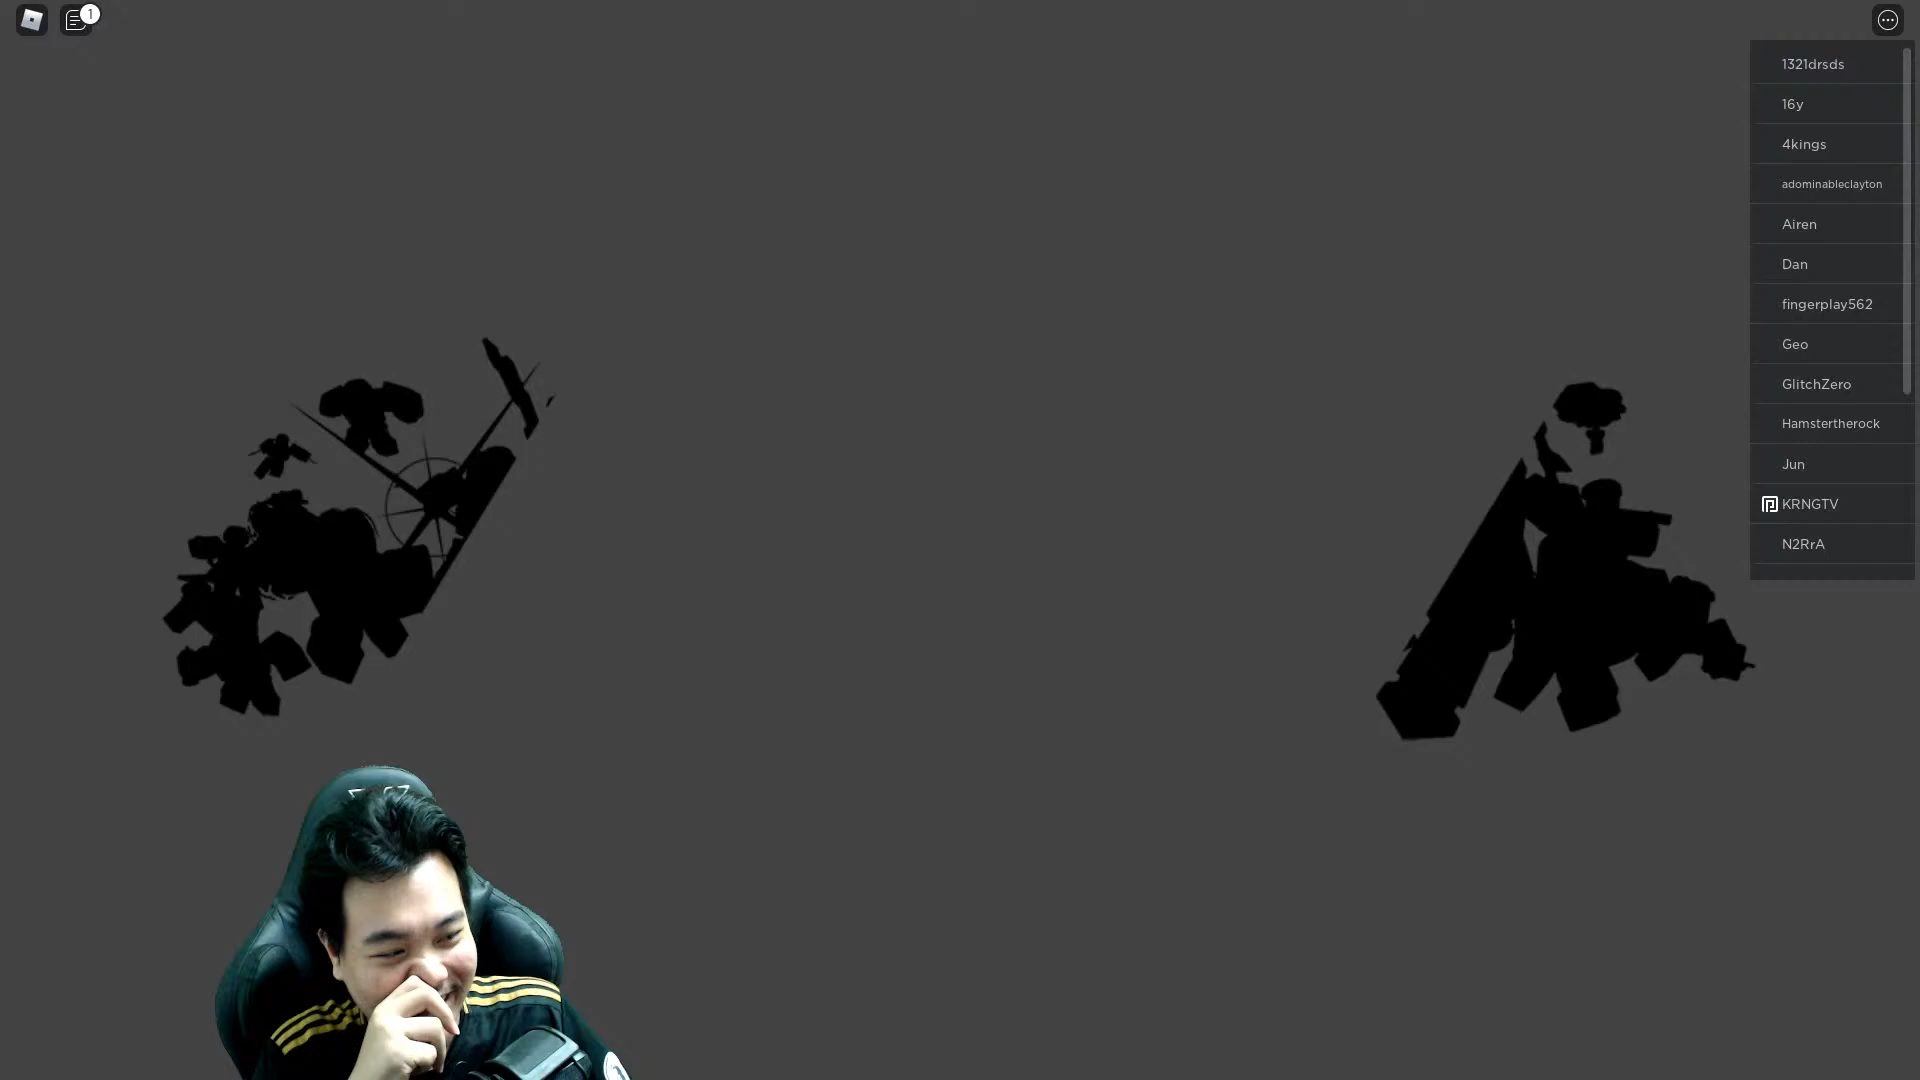 1
1321drsds
16y
4kings
adominableclayton
Airen
Dan
fingerplay562
Geo
GlitchZero
Hamstertherock
Jun
KRNGTV
N2RrA